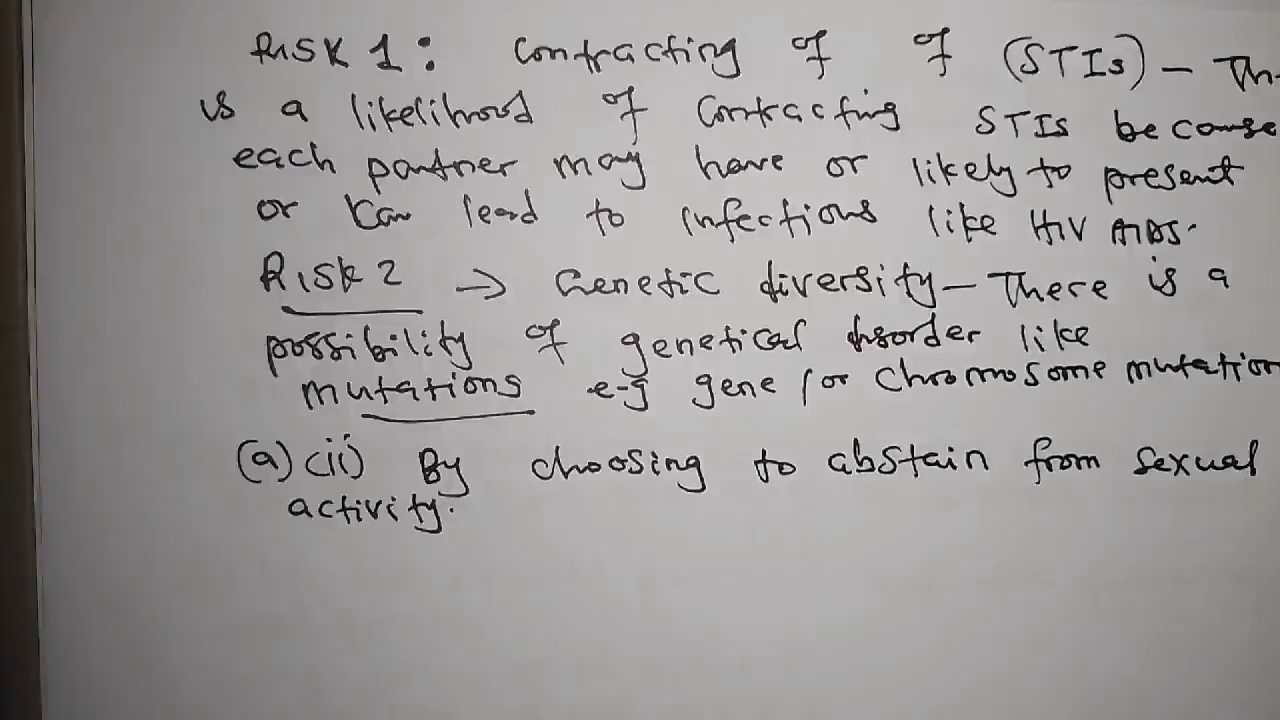 RISK 1: Contracting of of (STIs) - Th
is a likelihood of Contracting STIs because
each partner may have or likely to present
or can lead to infections like HIV AIDS.
RISK 2 → Genetic diversity - There is a
possibility of genetical disorder like
mutations e-g gene / or Chromosome mutation
(a) (ii) By choosing to abstain from sexual
activity.